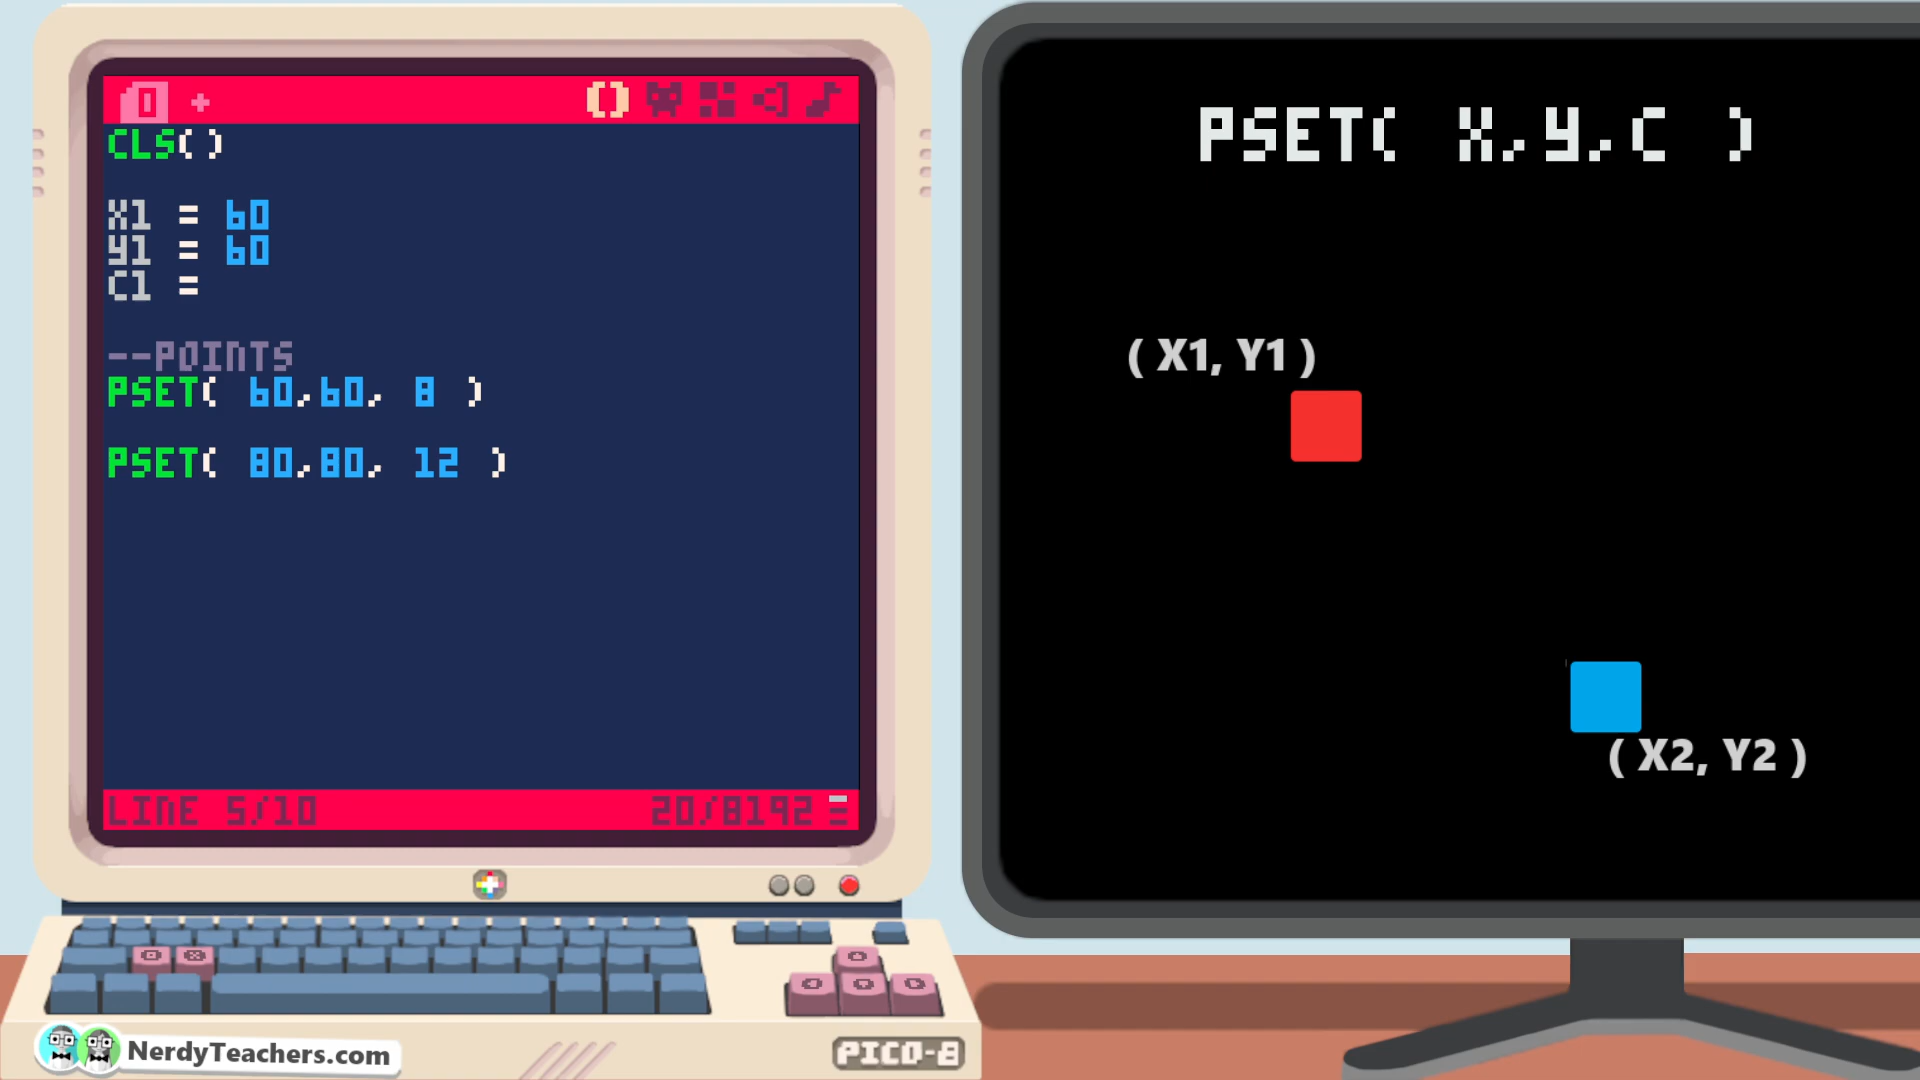 CLS()
X1 = 60
Y1 = 60
C1 =
--POINTS
PSET( 60,60, 8 )
PSET( 80,80, 12 )
LINE 5/10 20/8192
NerdyTeachers.com
PICO-8
PSET( X,Y,C )
( X1, Y1 )
( X2, Y2 )